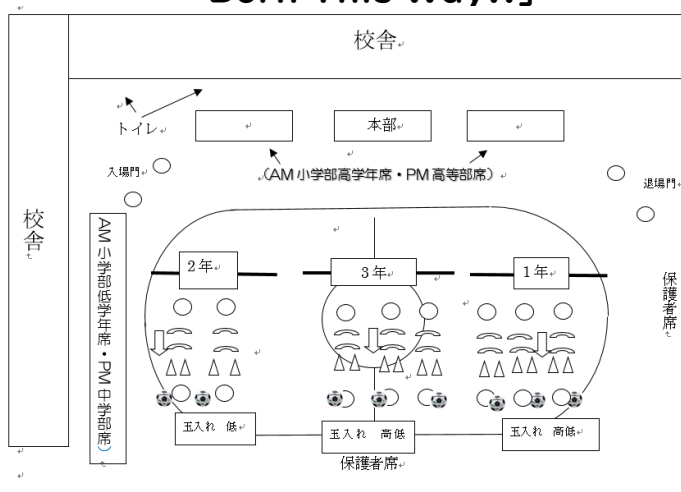 Born This Way!!】
校舎
トイレ
本部
入場門
（AM 小学部高学年席・PM 高等部席）
退場門
校舎
AM 小学部低学年席・PM 中学部席）
2年
3年
1年
保護者席
玉入れ　低
玉入れ　高低
玉入れ　高低
保護者席